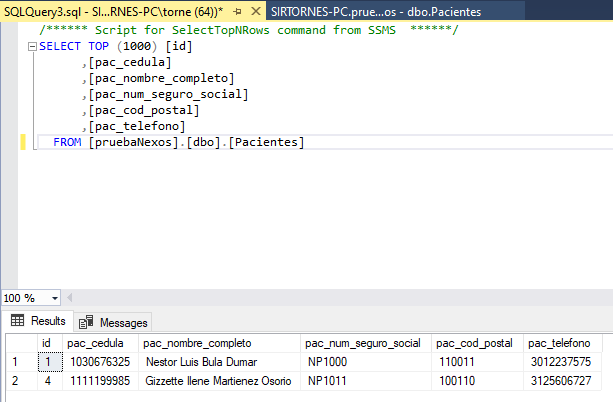 SQLQuery3.sql - SI...RNES-PC\torne (64))* SIRTORNES-PC.prue...os - dbo.Pacientes
/****** Script for SelectTopNRows command from SSMS ******/
SELECT TOP (1000) [id]
,[pac_cedula]
,[pac_nombre_completo]
,[pac_num_seguro_social]
,[pac_cod_postal]
,[pac_telefono]
FROM [pruebaNexos].[dbo].[Pacientes]
100 %
Results Messages
id pac_cedula pac_nombre_completo pac_num_seguro_social pac_cod_postal pac_telefono
1 1 1030676325 Nestor Luis Bula Dumar NP1000 110011 3012237575
2 4 1111199985 Gizzette Ilene Martienez Osorio NP1011 100110 3125606727